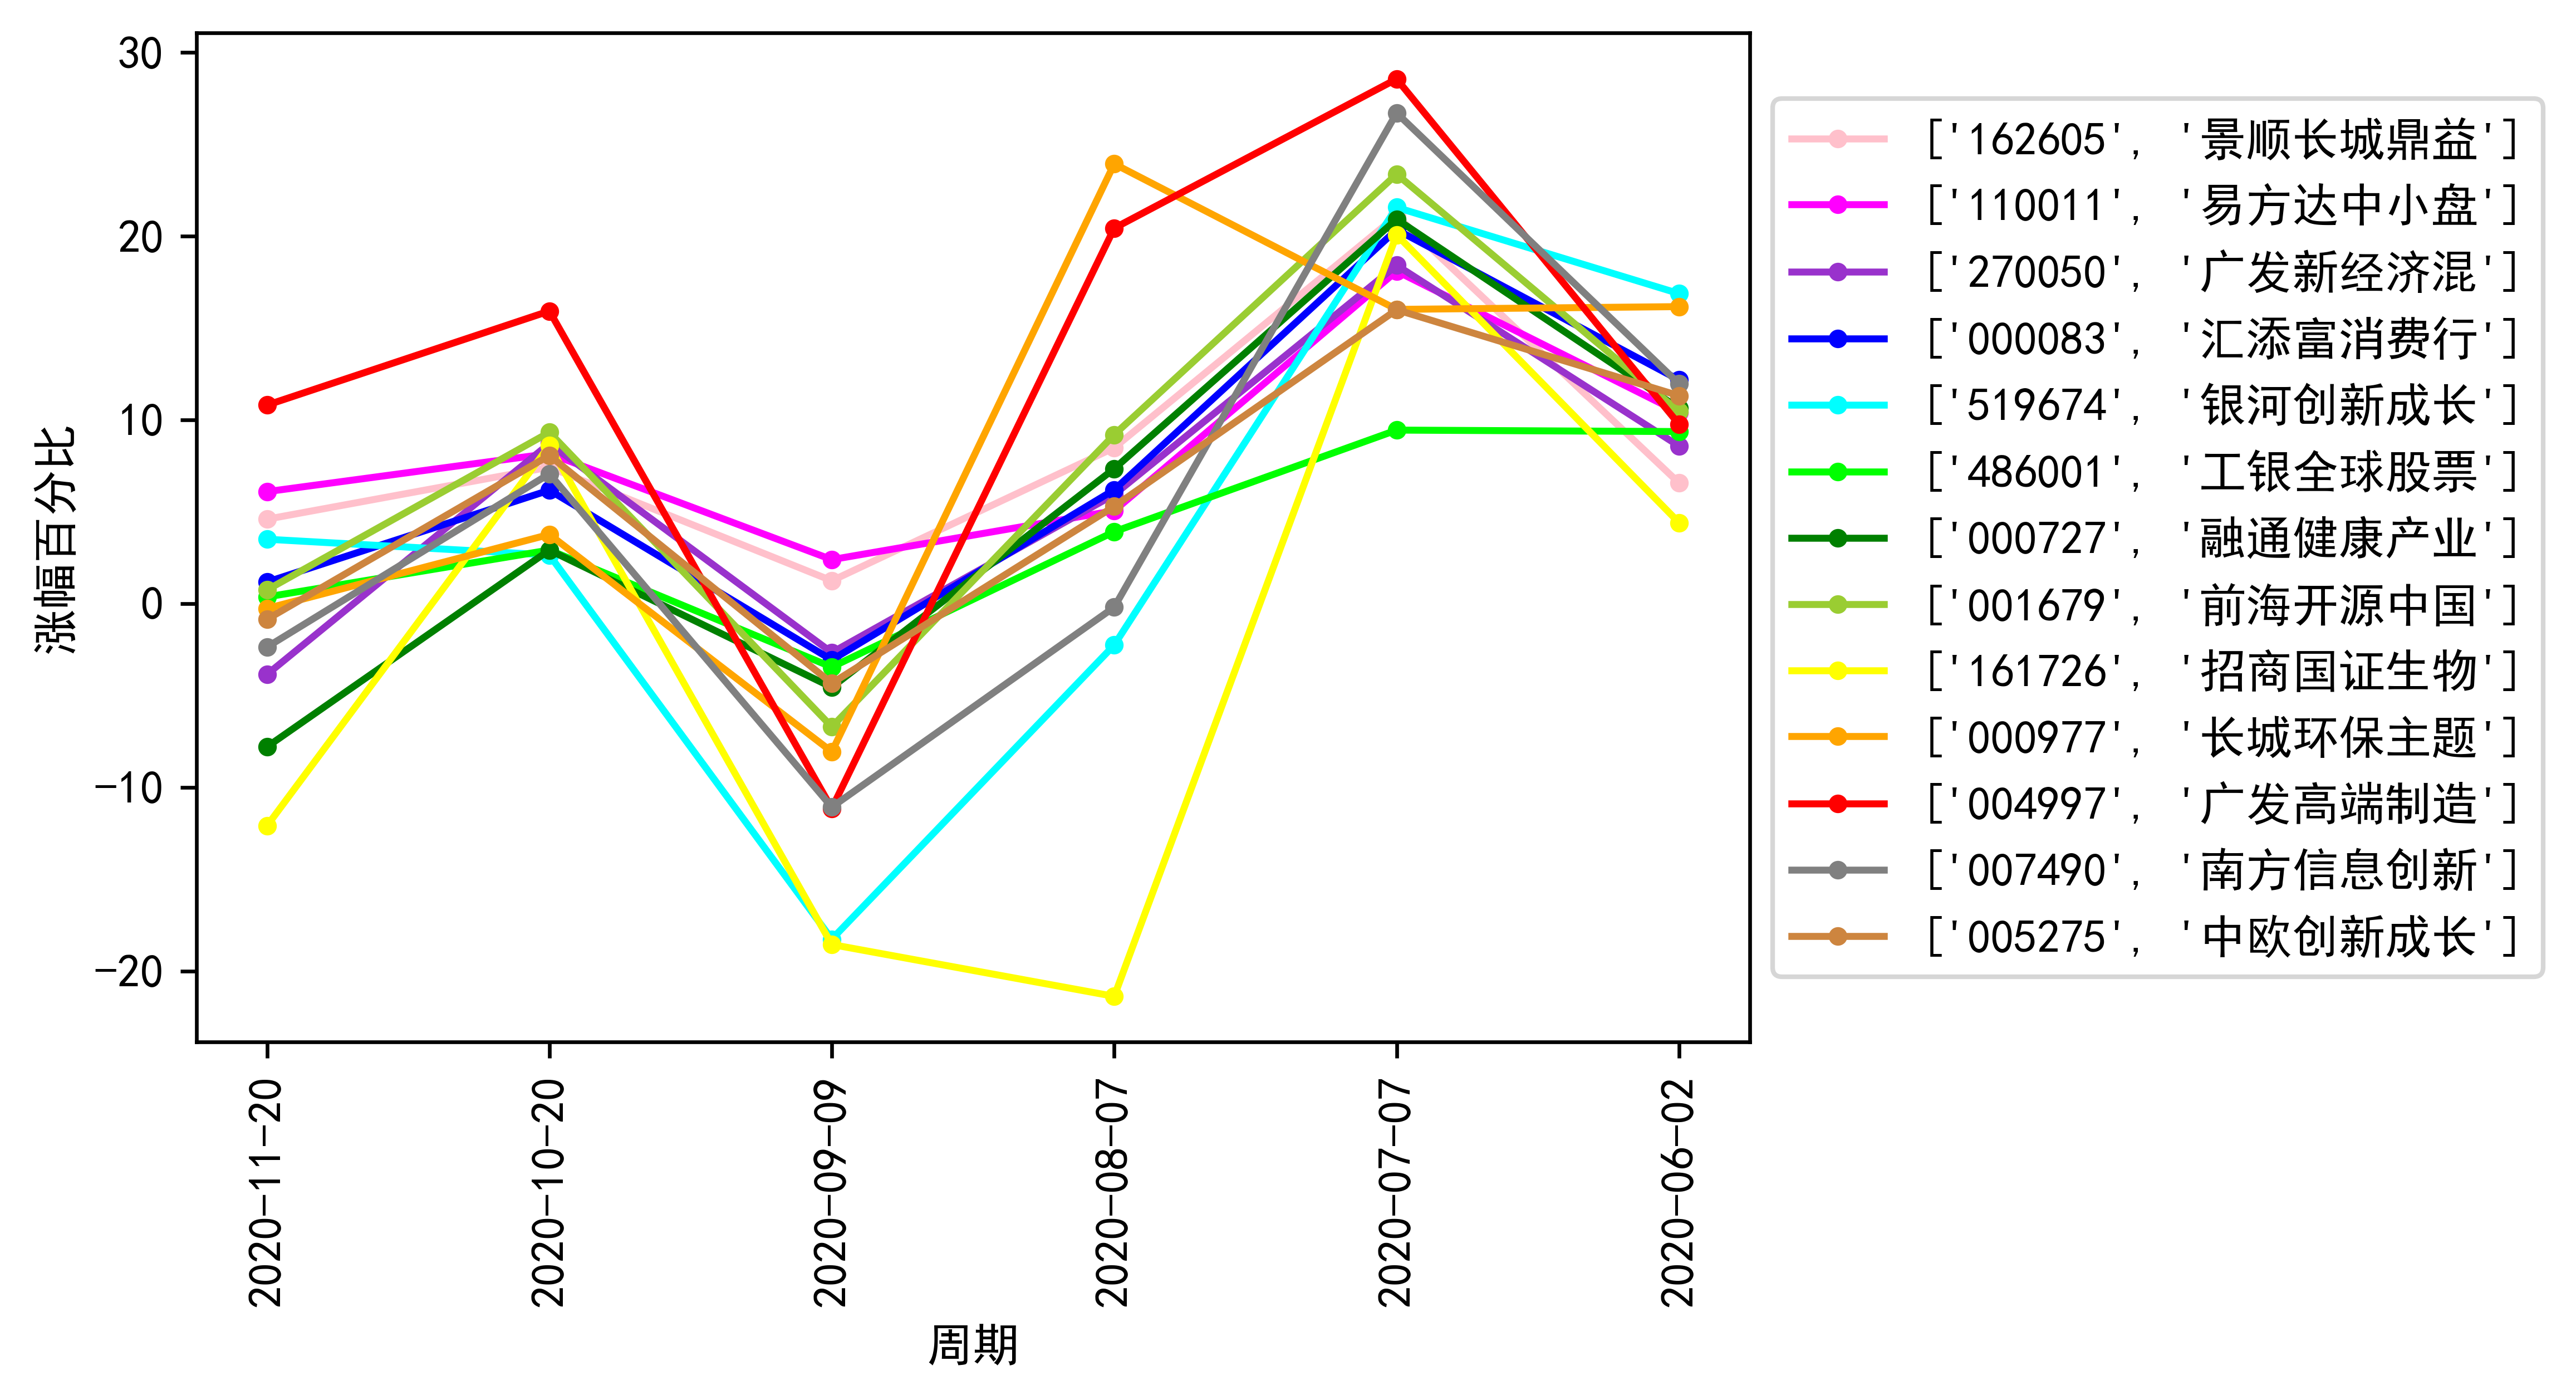 30
20
10
0
−10
−20
涨幅百分比
2020-11-20
2020-10-20
2020-09-09
2020-08-07
2020-07-07
2020-06-02
周期
['162605', '景顺长城鼎益']
['110011', '易方达中小盘']
['270050', '广发新经济混']
['000083', '汇添富消费行']
['519674', '银河创新成长']
['486001', '工银全球股票']
['000727', '融通健康产业']
['001679', '前海开源中国']
['161726', '招商国证生物']
['000977', '长城环保主题']
['004997', '广发高端制造']
['007490', '南方信息创新']
['005275', '中欧创新成长']